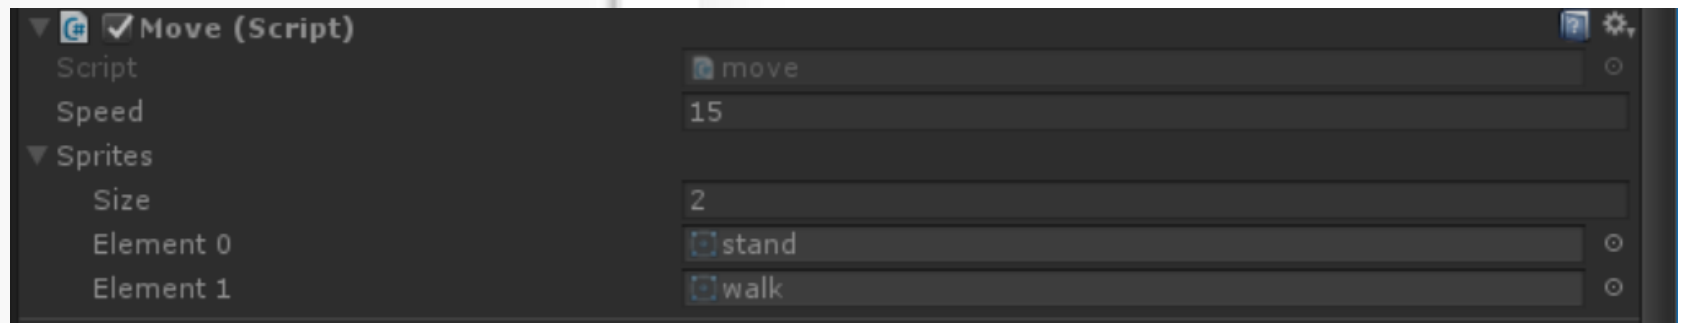 Move (Script)
Script move
Speed 15
Sprites
Size 2
Element 0 stand
Element 1 walk